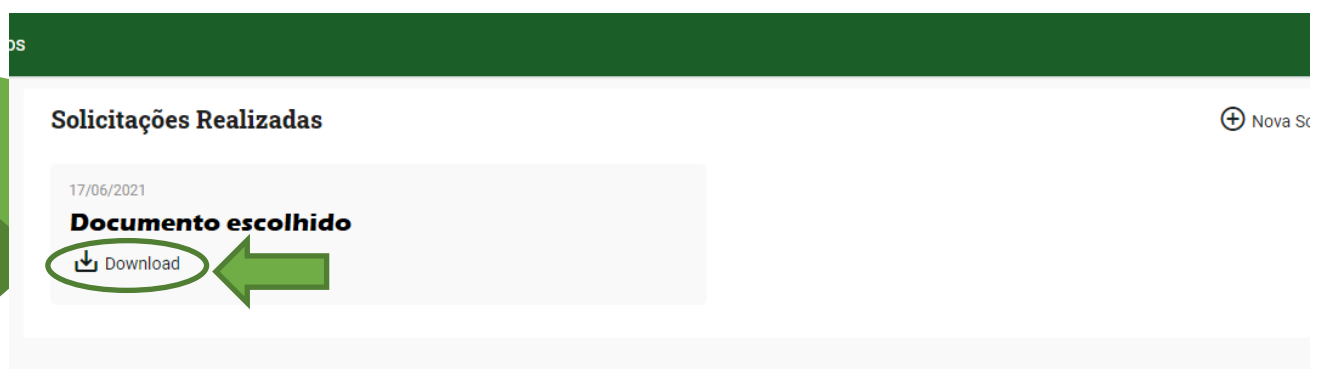 os
Solicitações Realizadas
Nova So
17/06/2021
Documento escolhido
Download